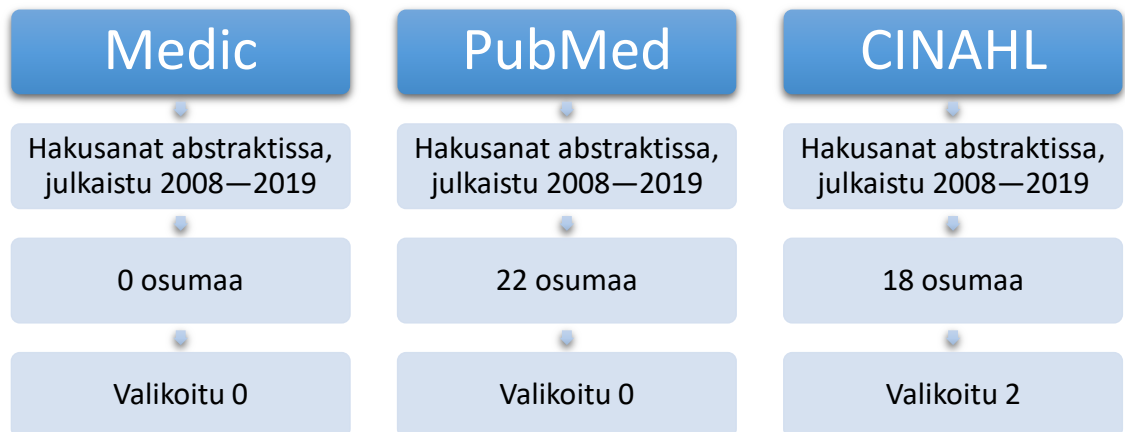 Medic
Hakusanat abstraktissa,
julkaistu 2008—2019
0 osumaa
Valikoitu 0
PubMed
Hakusanat abstraktissa,
julkaistu 2008—2019
22 osumaa
Valikoitu 0
CINAHL
Hakusanat abstraktissa,
julkaistu 2008—2019
18 osumaa
Valikoitu 2